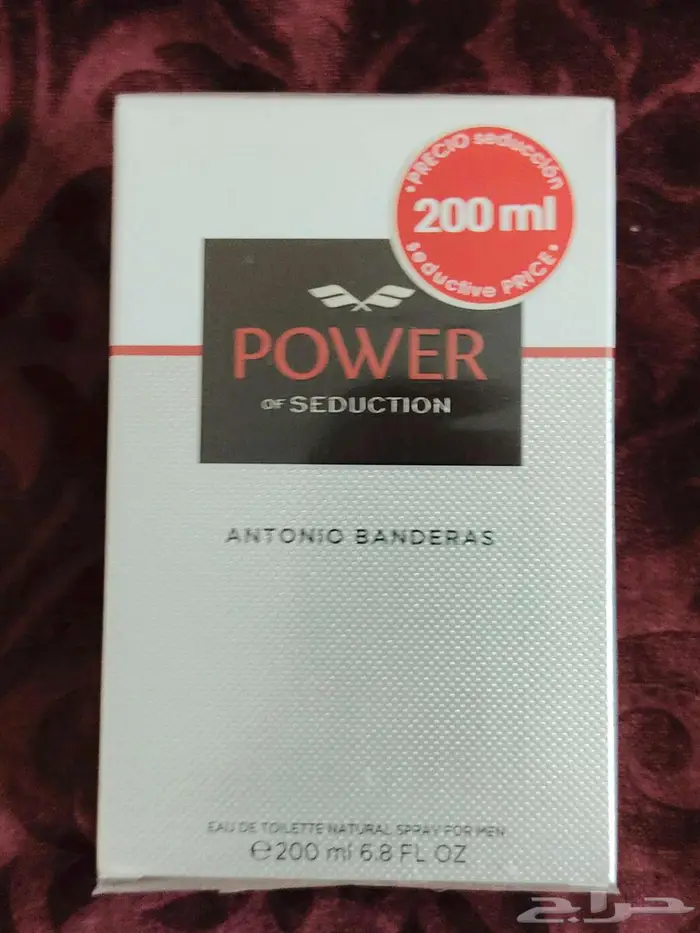 PRECIO seducción
200 ml
seductive PRICE
POWER
OF SEDUCTION
ANTONIO BANDERAS
EAU DE TOILETTE NATURAL SPRAY FOR MEN
℮200 ml 6.8 FL OZ
حراج